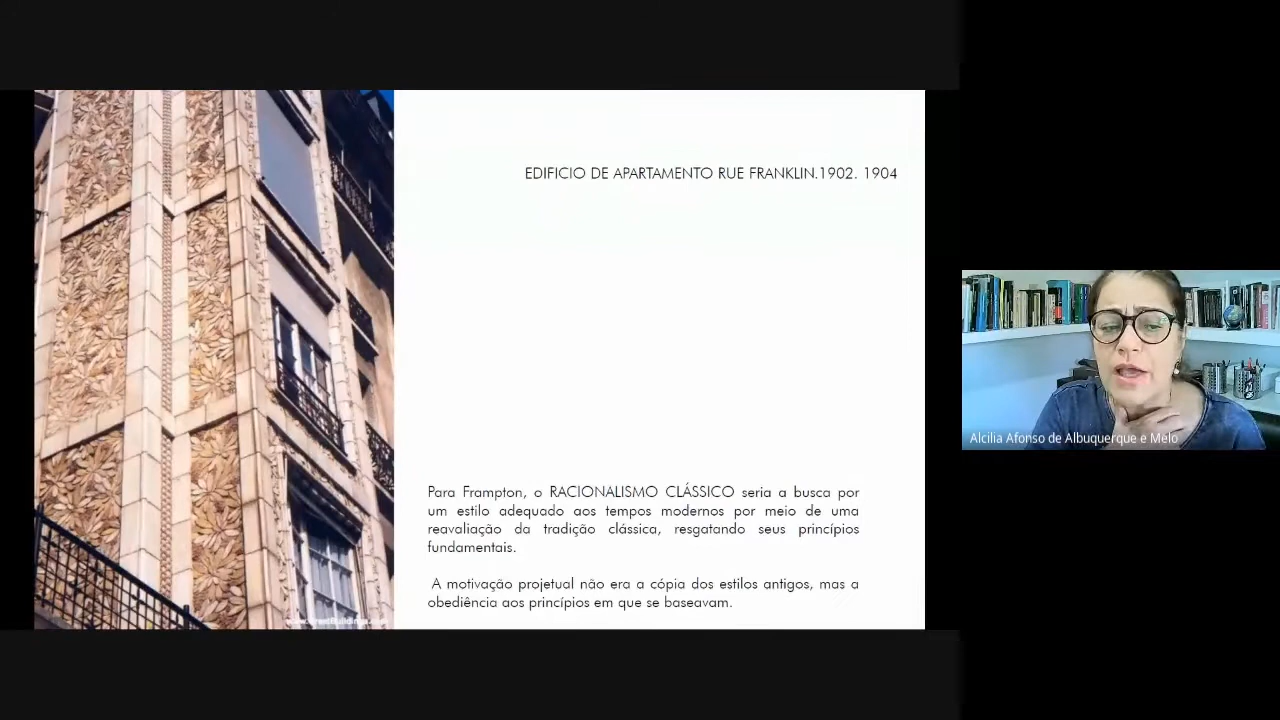 EDIFICIO DE APARTAMENTO RUE FRANKLIN.1902. 1904
Para Frampton, o RACIONALISMO CLÁSSICO seria a busca por
um estilo adequado aos tempos modernos por meio de uma
reavaliação da tradição clássica, resgatando seus princípios
fundamentais.
A motivação projetual não era a cópia dos estilos antigos, mas a
obediência aos princípios em que se baseavam.
Alcilia Afonso de Albuquerque e Melo